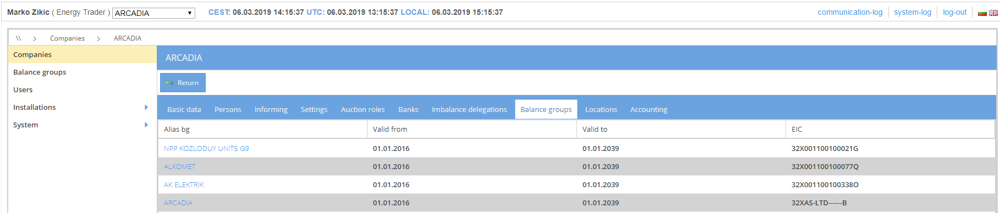 Marko Zikic ( Energy Trader ) ARCADIA CEST: 06.03.2019 14:15:37 UTC: 06.03.2019 13:15:37 LOCAL: 06.03.2019 15:15:37 communication-log system-log log-out
\\ Companies ARCADIA
Companies
Balance groups
Users
Installations
System
ARCADIA
Return
Basic data Persons Informing Settings Auction roles Banks Imbalance delegations Balance groups Locations Accounting
Alias bg Valid from Valid to EIC
NPP KOZLODUY UNIT5 G9 01.01.2016 01.01.2039 32X001100100021G
ALKOMET 01.01.2016 01.01.2039 32X001100100077Q
AK ELEKTRIK 01.01.2016 01.01.2039 32X001100100338O
ARCADIA 01.01.2016 01.01.2039 32XAS-LTD------B